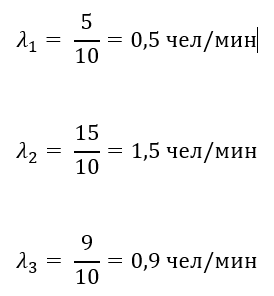 λ₁ = 5/10 = 0,5 чел/мин
λ₂ = 15/10 = 1,5 чел/мин
λ₃ = 9/10 = 0,9 чел/мин